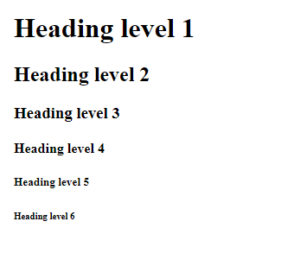 Heading level 1
Heading level 2
Heading level 3
Heading level 4
Heading level 5
Heading level 6